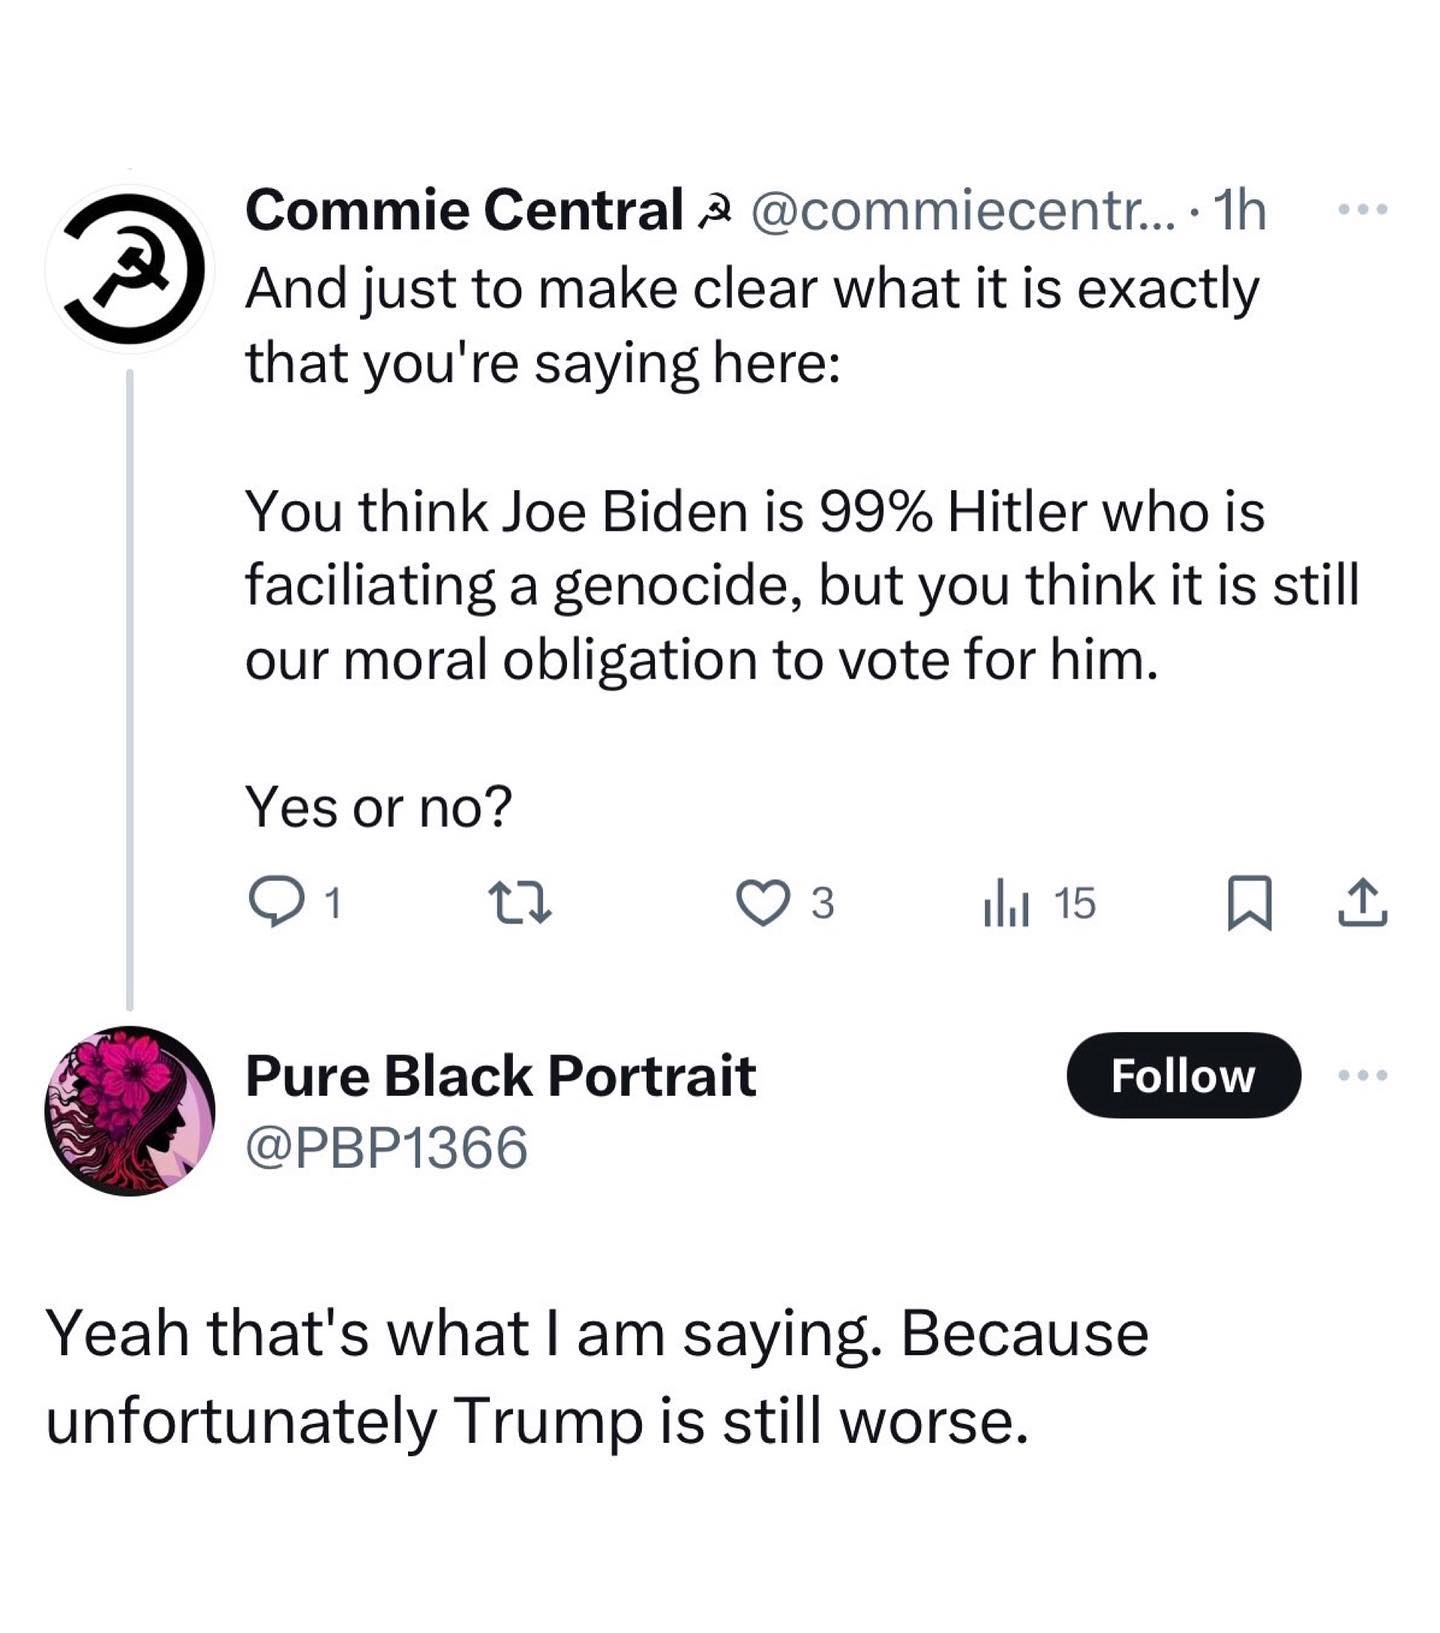 Commie Central ☭ @commiecentr... · 1h
And just to make clear what it is exactly
that you're saying here:
You think Joe Biden is 99% Hitler who is
faciliating a genocide, but you think it is still
our moral obligation to vote for him.
Yes or no?
1 3 15
Pure Black Portrait
Follow
@PBP1366
Yeah that's what I am saying. Because
unfortunately Trump is still worse.